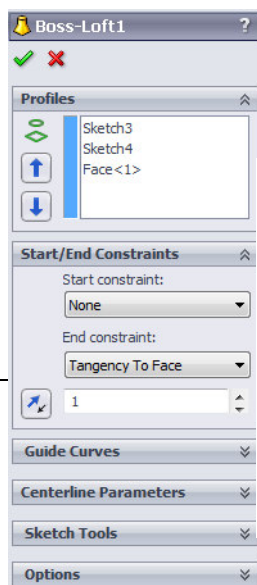 Boss-Loft1 ?
Profiles
Sketch3
Sketch4
Face<1>
Start/End Constraints
Start constraint:
None
End constraint:
Tangency To Face
1
Guide Curves
Centerline Parameters
Sketch Tools
Options